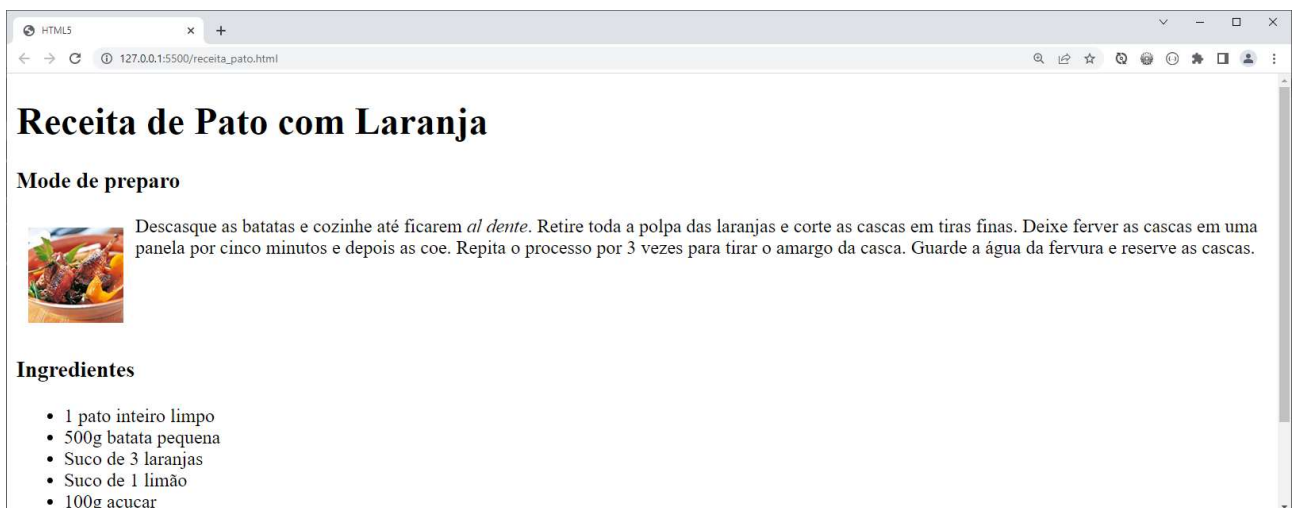 HTML5
127.0.0.1:5500/receita_pato.html
Receita de Pato com Laranja
Mode de preparo
Descasque as batatas e cozinhe até ficarem al dente. Retire toda a polpa das laranjas e corte as cascas em tiras finas. Deixe ferver as cascas em uma
panela por cinco minutos e depois as coe. Repita o processo por 3 vezes para tirar o amargo da casca. Guarde a água da fervura e reserve as cascas.
Ingredientes
• 1 pato inteiro limpo
• 500g batata pequena
• Suco de 3 laranjas
• Suco de 1 limão
• 100g acucar